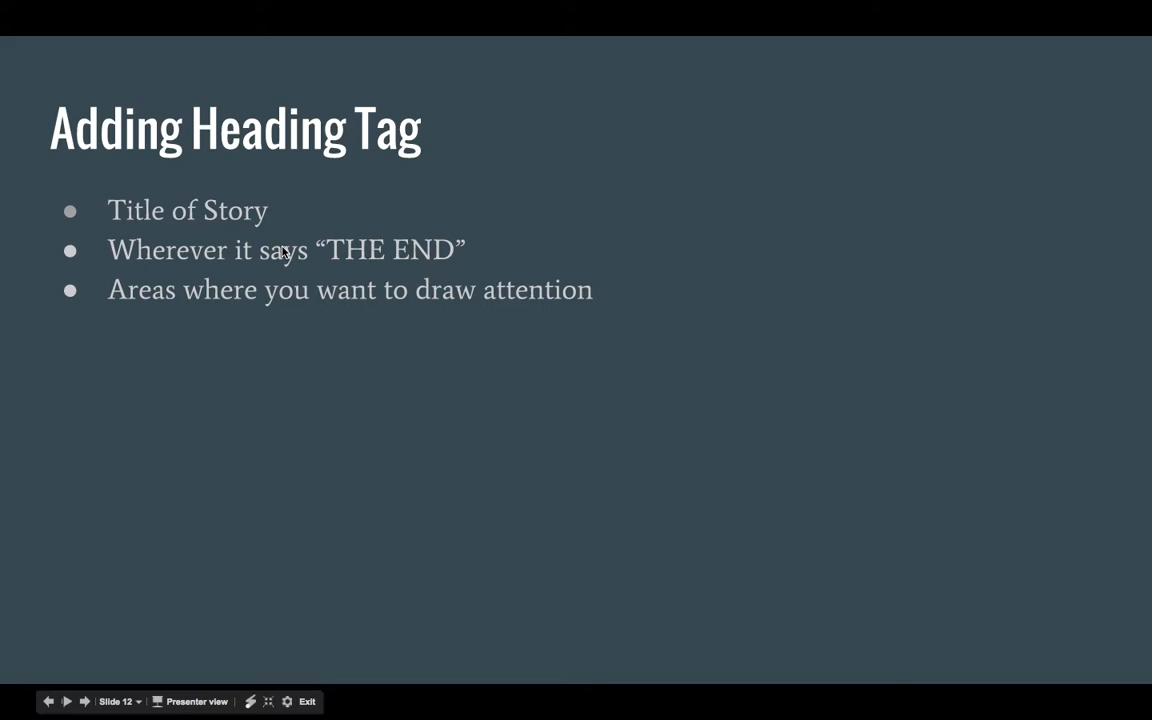 Adding Heading Tag
● Title of Story
● Wherever it says “THE END”
● Areas where you want to draw attention
Slide 12 Presenter view Exit